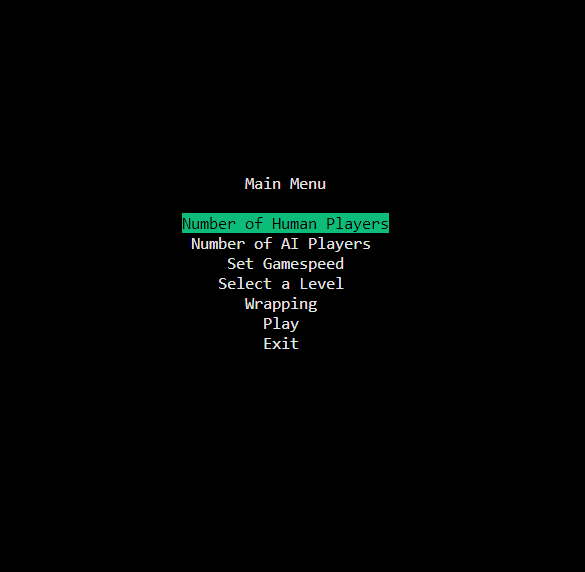 Main Menu
Number of Human Players
Number of AI Players
Set Gamespeed
Select a Level
Wrapping
Play
Exit